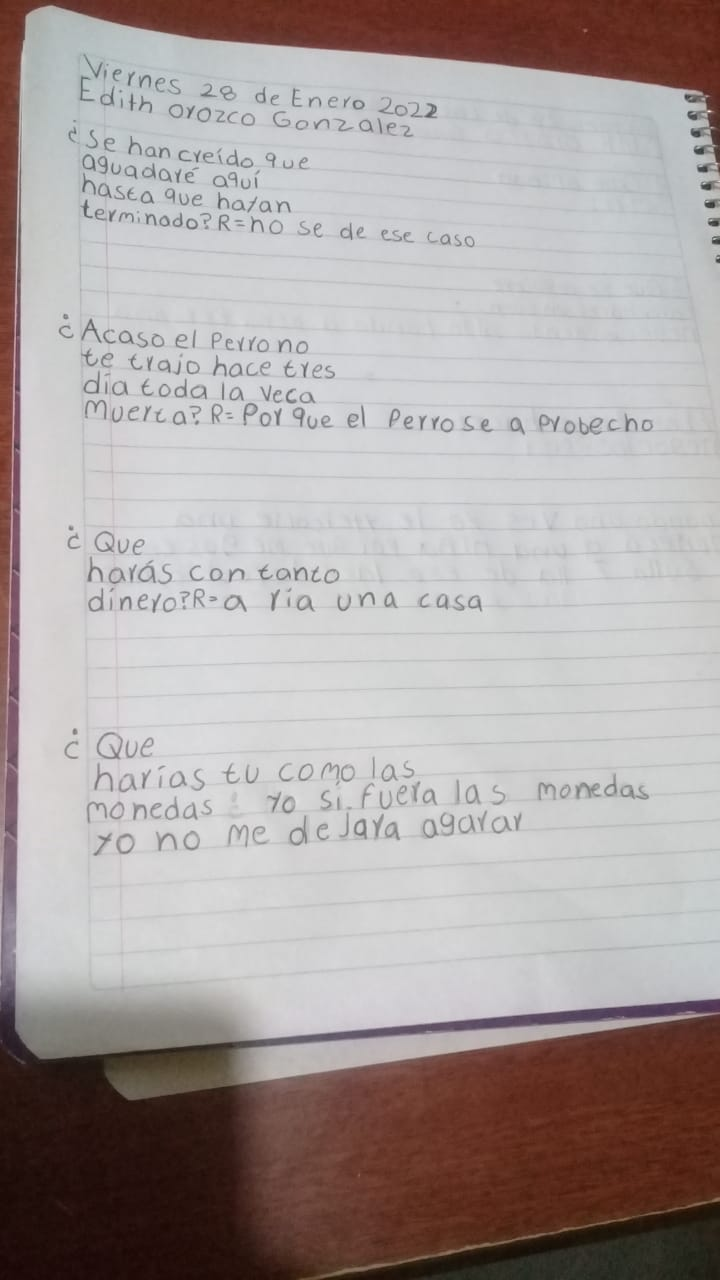 Viernes 28 de Enero 2022
Edith orozco Gonzalez
¿Se han creído que
aguadaré aquí
hasta que hayan
terminado? R= no se de ese caso
¿Acaso el Perro no
te trajo hace tres
dia toda la veca
Muerta? R= Por que el Perro se a probecho
¿ Que
harás con tanto
dinero? R= a ria una casa
¿ Que
harias tu como las
monedas: yo si. fuera las monedas
yo no me deJara agarar